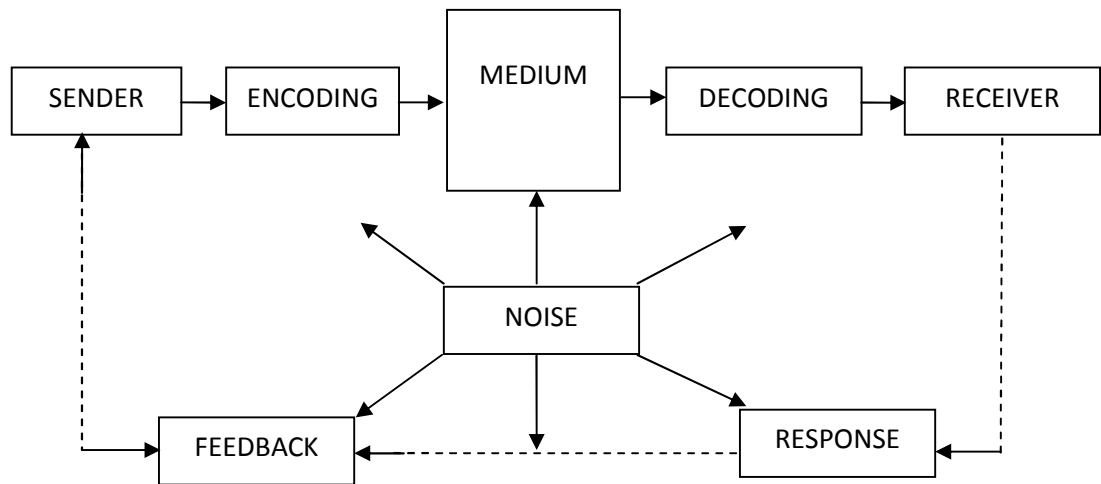 SENDER
ENCODING
MEDIUM
DECODING
RECEIVER
NOISE
FEEDBACK
RESPONSE